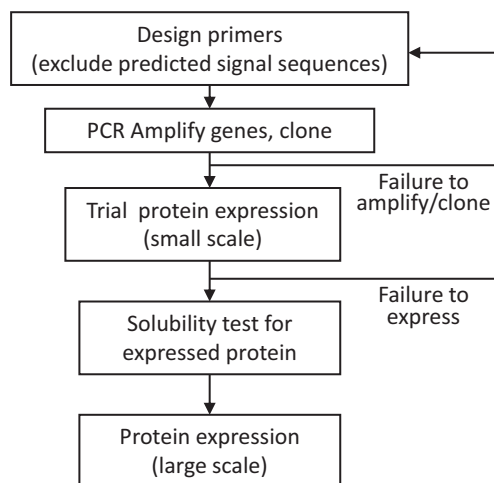 Design primers
(exclude predicted signal sequences)
PCR Amplify genes, clone
Failure to
amplify/clone
Trial protein expression
(small scale)
Failure to
express
Solubility test for
expressed protein
Protein expression
(large scale)